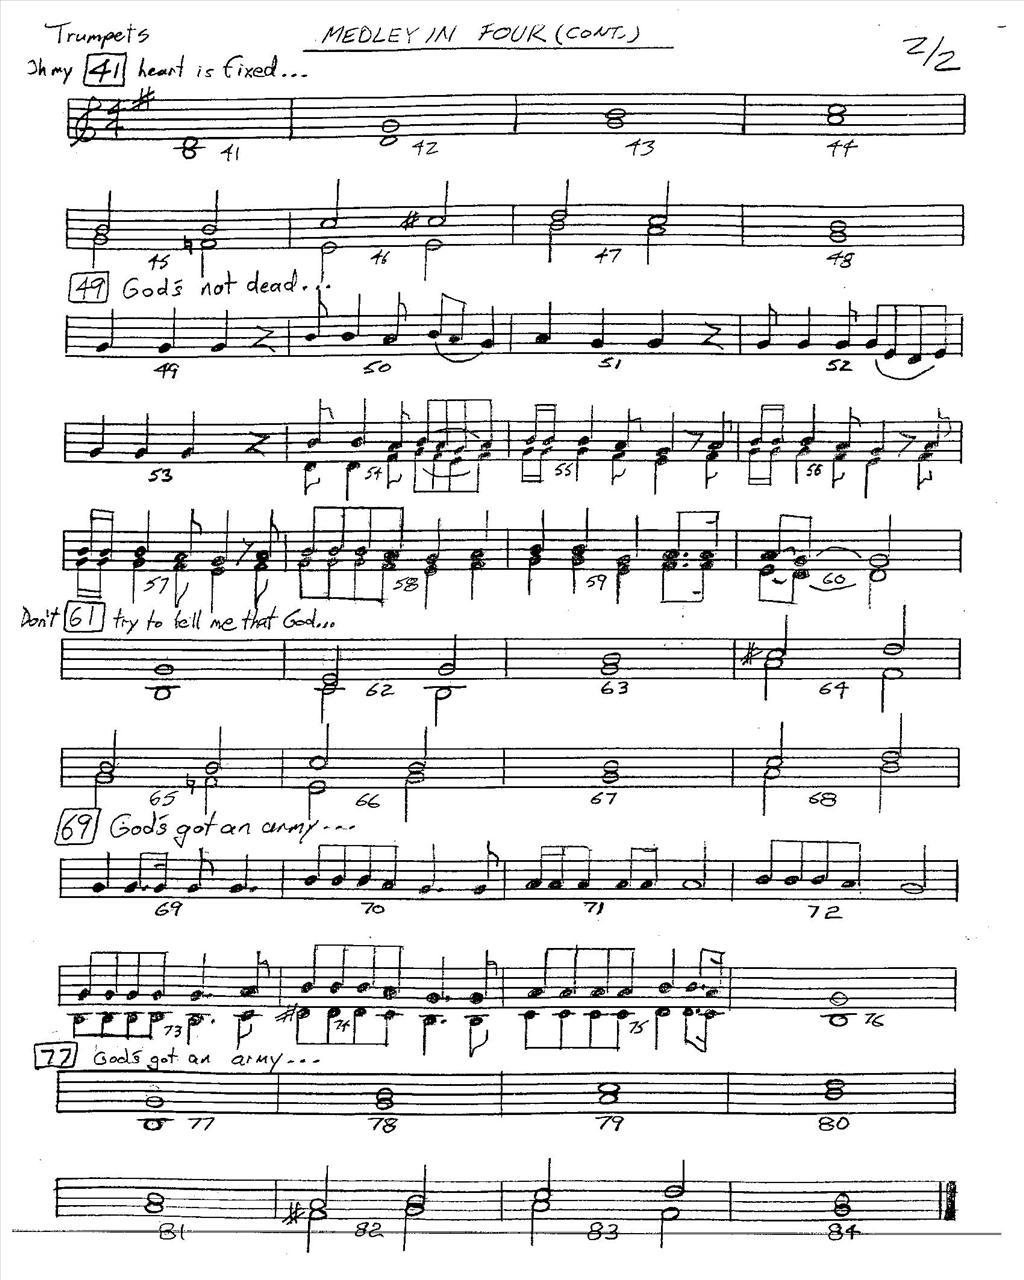 Trumpets
MEDLEY IN FOUR (CONT.)
2/2
Oh my 41 heart is fixed...
4
4
41 42 43 44
45 46 47 48
49 God's not dead...
49 50 51 52
53 54 55 56
57 58 59 60
Don't 61 try to tell me that God...
62 63 64
65 66 67 68
69 God's got an army...
69 70 71 72
73 74 75 76
77 God's got an army...
77 78 79 80
81 82 83 84